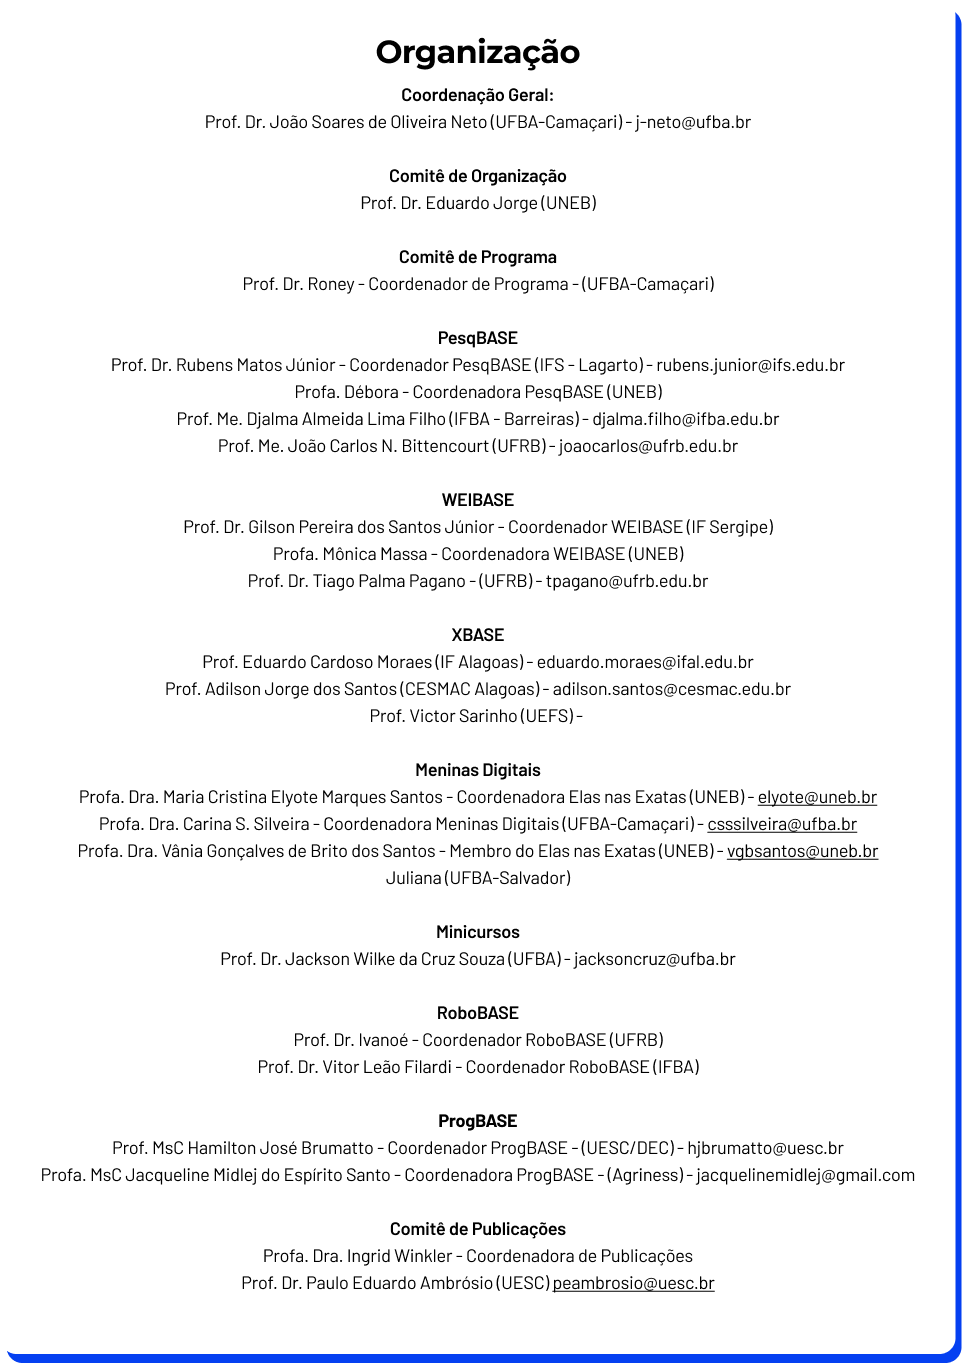 Organização
Coordenação Geral:
Prof. Dr. João Soares de Oliveira Neto (UFBA-Camaçari) - j-neto@ufba.br
Comitê de Organização
Prof. Dr. Eduardo Jorge (UNEB)
Comitê de Programa
Prof. Dr. Roney - Coordenador de Programa - (UFBA-Camaçari)
PesqBASE
Prof. Dr. Rubens Matos Júnior - Coordenador PesqBASE (IFS - Lagarto) - rubens.junior@ifs.edu.br
Profa. Débora - Coordenadora PesqBASE (UNEB)
Prof. Me. Djalma Almeida Lima Filho (IFBA - Barreiras) - djalma.filho@ifba.edu.br
Prof. Me. João Carlos N. Bittencourt (UFRB) - joaocarlos@ufrb.edu.br
WEIBASE
Prof. Dr. Gilson Pereira dos Santos Júnior - Coordenador WEIBASE (IF Sergipe)
Profa. Mônica Massa - Coordenadora WEIBASE (UNEB)
Prof. Dr. Tiago Palma Pagano - (UFRB) - tpagano@ufrb.edu.br
XBASE
Prof. Eduardo Cardoso Moraes (IF Alagoas) - eduardo.moraes@ifal.edu.br
Prof. Adilson Jorge dos Santos (CESMAC Alagoas) - adilson.santos@cesmac.edu.br
Prof. Victor Sarinho (UEFS) -
Meninas Digitais
Profa. Dra. Maria Cristina Elyote Marques Santos - Coordenadora Elas nas Exatas (UNEB) - elyote@uneb.br
Profa. Dra. Carina S. Silveira - Coordenadora Meninas Digitais (UFBA-Camaçari) - csssilveira@ufba.br
Profa. Dra. Vânia Gonçalves de Brito dos Santos - Membro do Elas nas Exatas (UNEB) - vgbsantos@uneb.br
Juliana (UFBA-Salvador)
Minicursos
Prof. Dr. Jackson Wilke da Cruz Souza (UFBA) - jacksoncruz@ufba.br
RoboBASE
Prof. Dr. Ivanoé - Coordenador RoboBASE (UFRB)
Prof. Dr. Vitor Leão Filardi - Coordenador RoboBASE (IFBA)
ProgBASE
Prof. MsC Hamilton José Brumatto - Coordenador ProgBASE - (UESC/DEC) - hjbrumatto@uesc.br
Profa. MsC Jacqueline Midlej do Espírito Santo - Coordenadora ProgBASE - (Agriness) - jacquelinemidlej@gmail.com
Comitê de Publicações
Profa. Dra. Ingrid Winkler - Coordenadora de Publicações
Prof. Dr. Paulo Eduardo Ambrósio (UESC) peambrosio@uesc.br